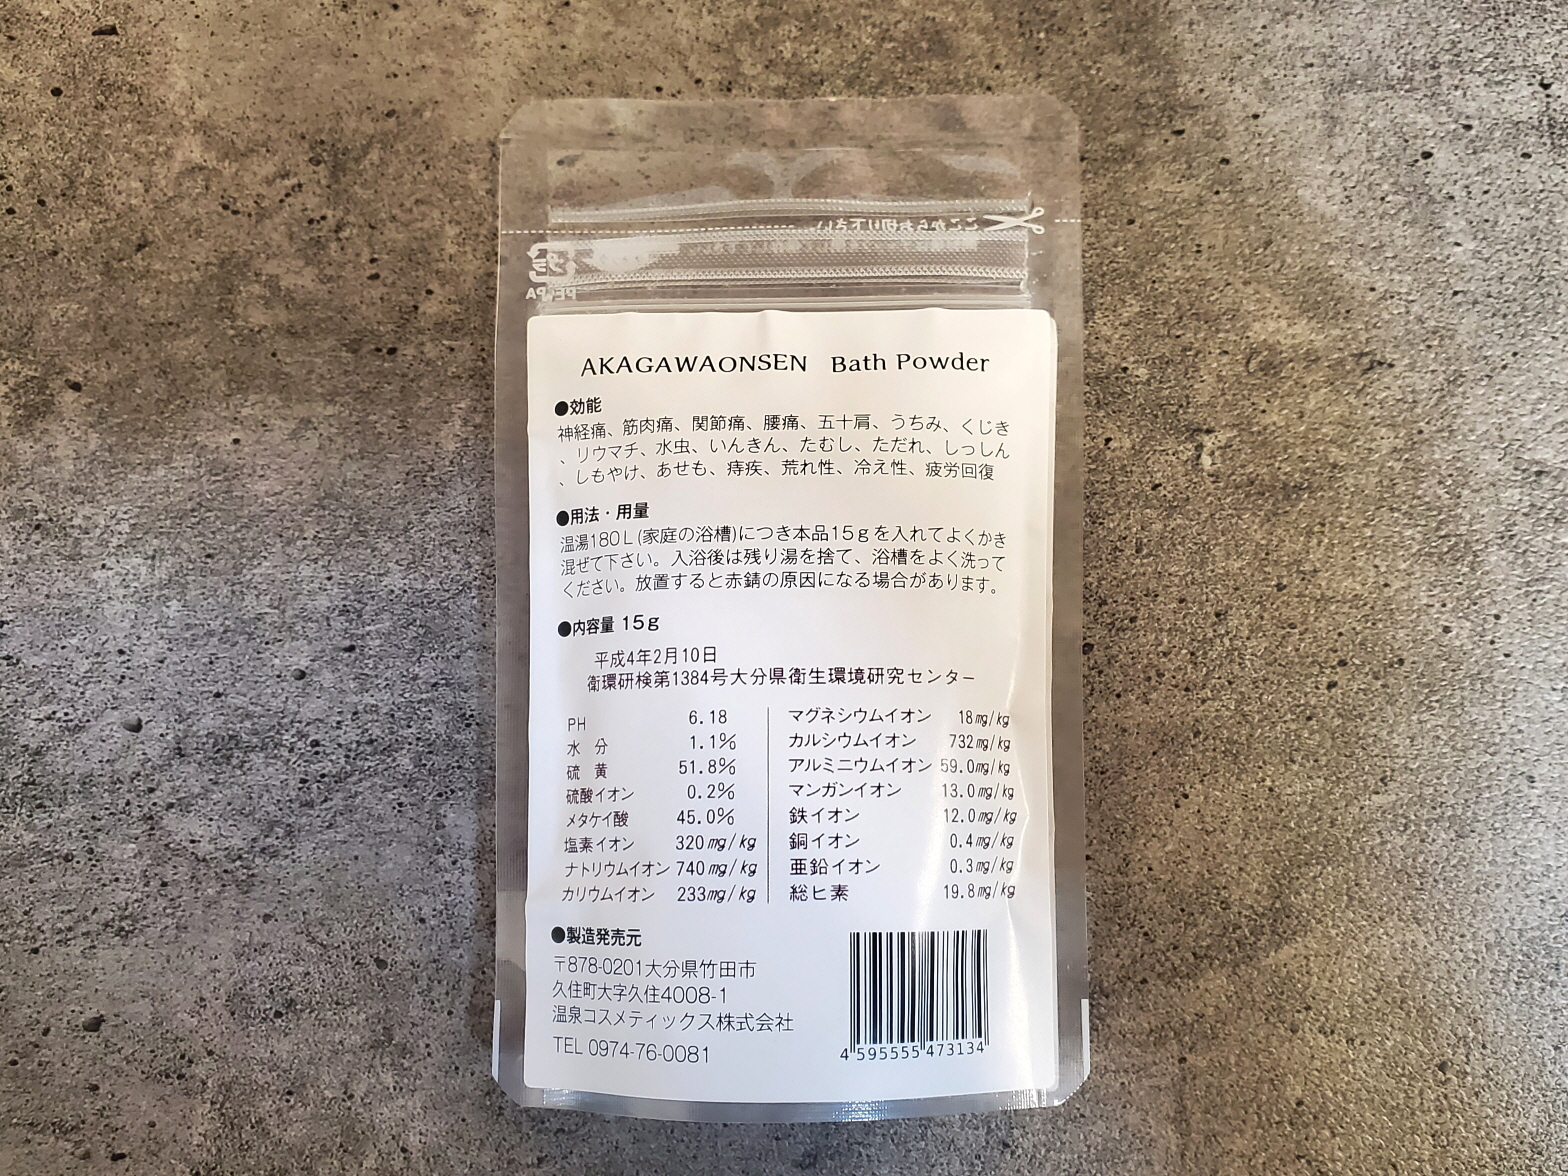 ここからお切り下さい
プラ
PE,PA
AKAGAWAONSEN Bath Powder
●効能
神経痛、筋肉痛、関節痛、腰痛、五十肩、うちみ、くじき
、リウマチ、水虫、いんきん、たむし、ただれ、しっしん
、しもやけ、あせも、痔疾、荒れ性、冷え性、疲労回復
●用法・用量
温湯180L(家庭の浴槽)につき本品15gを入れてよくかき
混ぜて下さい。入浴後は残り湯を捨て、浴槽をよく洗って
ください。放置すると赤錆の原因になる場合があります。
●内容量 15g
平成4年2月10日
衛環研検第1384号大分県衛生環境研究センター
PH 6.18
水 分 1.1%
硫 黄 51.8%
硫酸イオン 0.2%
メタケイ酸 45.0%
塩素イオン 320mg/kg
ナトリウムイオン 740mg/kg
カリウムイオン 233mg/kg
マグネシウムイオン 18mg/kg
カルシウムイオン 732mg/kg
アルミニウムイオン 59.0mg/kg
マンガンイオン 13.0mg/kg
鉄イオン 12.0mg/kg
銅イオン 0.4mg/kg
亜鉛イオン 0.3mg/kg
総ヒ素 19.8mg/kg
●製造発売元
〒878-0201大分県竹田市
久住町大字久住4008-1
温泉コスメティックス株式会社
TEL 0974-76-0081
4 595555 473134